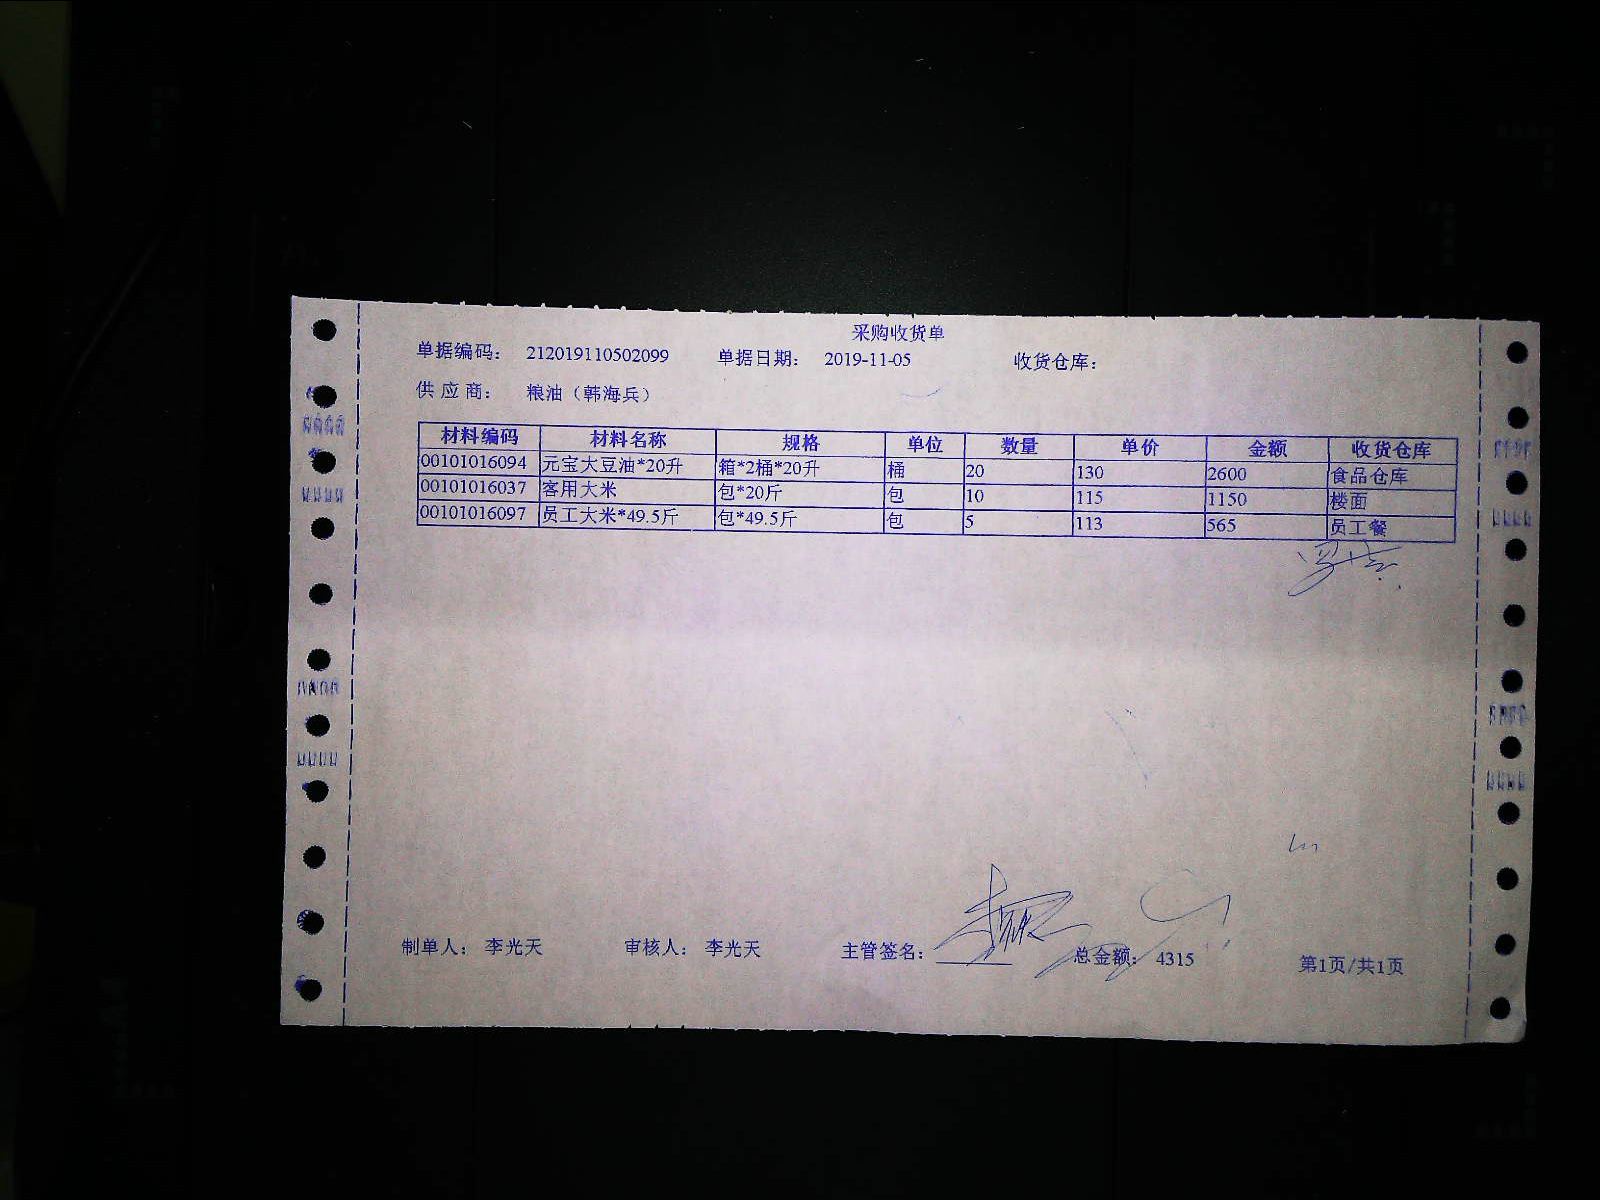 采购收货单
单据编码: 212019110502099 单据日期: 2019-11-05 收货仓库:
供应商: 粮油（韩海兵）
材料编码 材料名称 规格 单位 数量 单价 金额 收货仓库
00101016094 元宝大豆油*20升 箱*2桶*20升 桶 20 130 2600 食品仓库
00101016037 客用大米 包*20斤 包 10 115 1150 楼面
00101016097 员工大米*49.5斤 包*49.5斤 包 5 113 565 员工餐
制单人: 李光天 审核人: 李光天 主管签名: 总金额: 4315 第1页/共1页